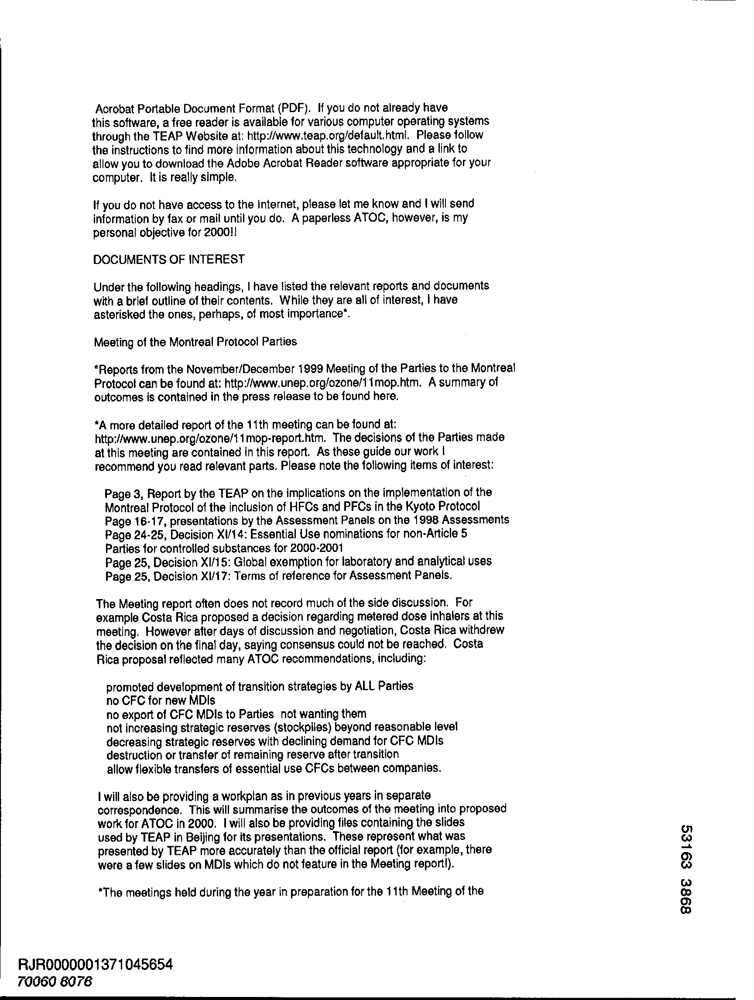 Acrobat Portable Document Format (PDF).  If you do not already have
this software, a free reader is available for various computer operating systems
through the TEAP Website at: http://www.teap.org/default.html.  Please follow
the instructions to find more information about this technology and a link to
allow you to download the Adobe Acrobat Reader software appropriate for your
computer.  It is really simple.
If you do not have access to the Internet, please let me know and I will send
information by fax or mail until you do.  A paperless ATOC, however, is my
personal objective for 2000!!
DOCUMENTS OF INTEREST
Under the following headings, I have listed the relevant reports and documents
with a brief outline of their contents.  While they are all of interest, I have
asterisked the ones, perhaps, of most importance*.
Meeting of the Montreal Protocol Parties
*Reports from the November/December 1999 Meeting of the Parties to the Montreal
Protocol can be found at: http://www.unep.org/ozone/11mop.htm.  A summary of
outcomes is contained in the press release to be found here.
*A more detailed report of the 11th meeting can be found at:
http://www.unep.org/ozone/11mop-report.htm.  The decisions of the Parties made
at this meeting are contained in this report.  As these guide our work I
recommend you read relevant parts. Please note the following items of interest:
Page 3, Report by the TEAP on the implications on the implementation of the
Montreal Protocol of the inclusion of HFCs and PFCs in the Kyoto Protocol
Page 16-17, presentations by the Assessment Panels on the 1998 Assessments
Page 24-25, Decision XI/14: Essential Use nominations for non-Article 5
Parties for controlled substances for 2000-2001
Page 25, Decision XI/15: Global exemption for laboratory and analytical uses
Page 25, Decision XI/17: Terms of reference for Assessment Panels.
The Meeting report often does not record much of the side discussion.  For
example Costa Rica proposed a decision regarding metered dose inhalers at this
meeting.  However after days of discussion and negotiation, Costa Rica withdrew
the decision on the final day, saying consensus could not be reached.  Costa
Rica proposal reflected many ATOC recommendations, including:
promoted development of transition strategies by ALL Parties
no CFC for new MDIs
no export of CFC MDIs to Parties  not wanting them
not increasing strategic reserves (stockpiles) beyond reasonable level
decreasing strategic reserves with declining demand for CFC MDIs
destruction or transfer of remaining reserve after transition
allow flexible transfers of essential use CFCs between companies.
I will also be providing a workplan as in previous years in separate
correspondence.  This will summarise the outcomes of the meeting into proposed
work for ATOC in 2000.  I will also be providing files containing the slides
used by TEAP in Beijing for its presentations.  These represent what was
presented by TEAP more accurately than the official report (for example, there
were a few slides on MDIs which do not feature in the Meeting report!).
*The meetings held during the year in preparation for the 11th Meeting of the
53163 3868
RJR0000001371045654
70060 6076